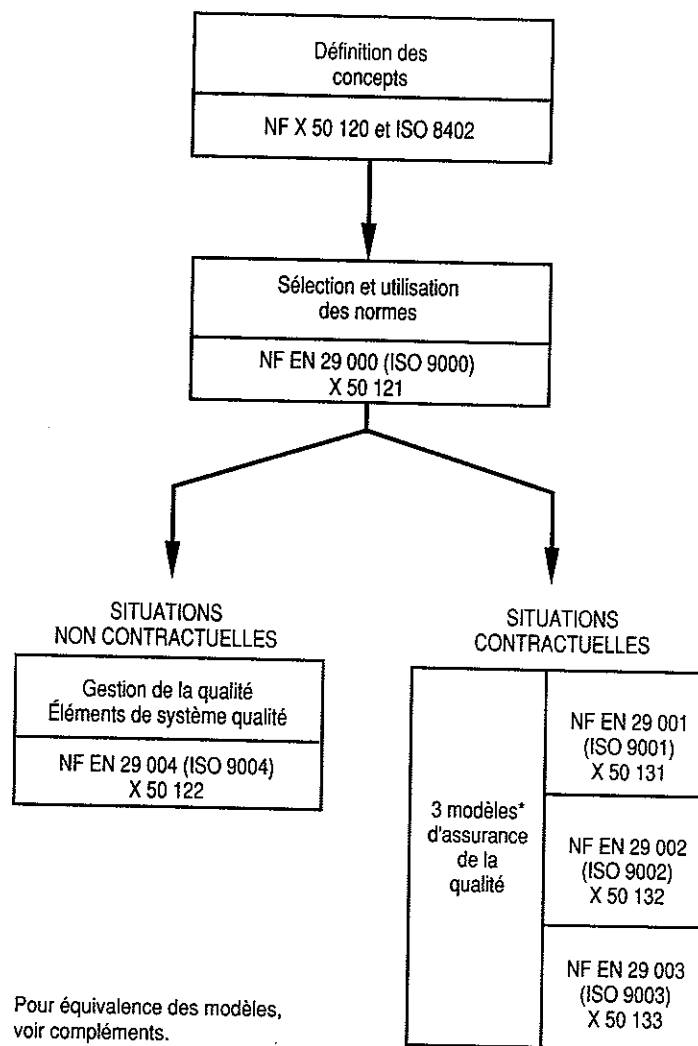 Définition des
concepts
NF X 50 120 et ISO 8402
Sélection et utilisation
des normes
NF EN 29 000 (ISO 9000)
X 50 121
SITUATIONS
NON CONTRACTUELLES
Gestion de la qualité
Éléments de système qualité
NF EN 29 004 (ISO 9004)
X 50 122
SITUATIONS
CONTRACTUELLES
3 modèles*
d'assurance
de la
qualité
NF EN 29 001
(ISO 9001)
X 50 131
NF EN 29 002
(ISO 9002)
X 50 132
NF EN 29 003
(ISO 9003)
X 50 133
Pour équivalence des modèles,
voir compléments.